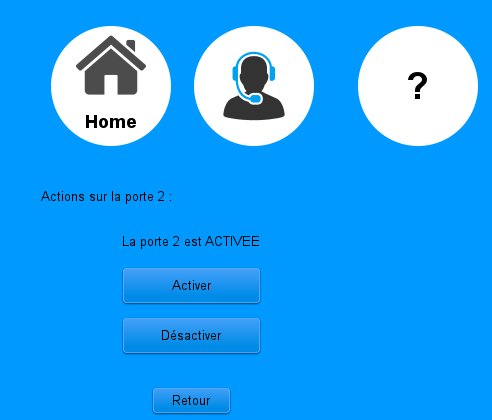 Home
?
Actions sur la porte 2 :
La porte 2 est ACTIVEE
Activer
Désactiver
Retour